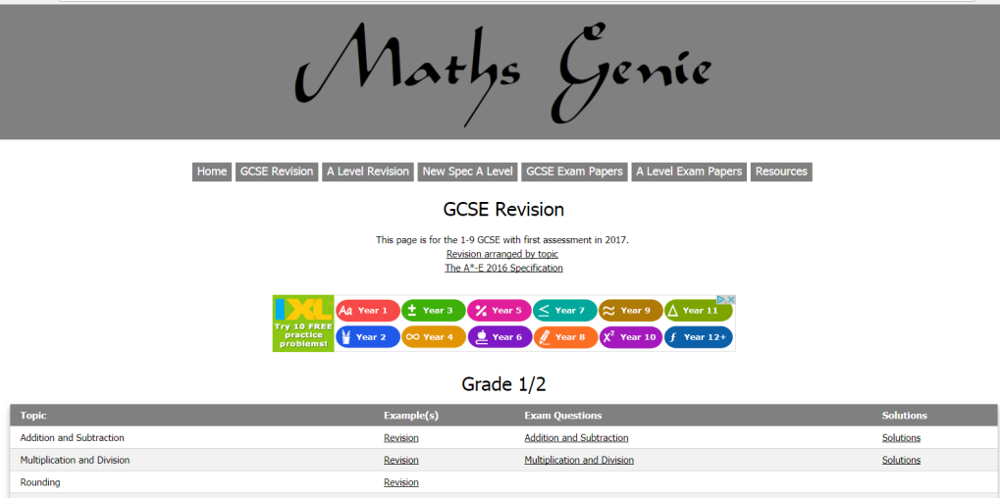 Maths Genie
Home GCSE Revision A Level Revision New Spec A Level GCSE Exam Papers A Level Exam Papers Resources
GCSE Revision
This page is for the 1-9 GCSE with first assessment in 2017.
Revision arranged by topic
The A*-E 2016 Specification
IXL
Try 10 FREE
practice
problems!
Aa Year 1 ± Year 3 % Year 5 ≤ Year 7 ≈ Year 9 Δ Year 11
Year 2 ∞ Year 4 Year 6 Year 8 X² Year 10 f Year 12+
Grade 1/2
Topic Example(s) Exam Questions Solutions
Addition and Subtraction Revision Addition and Subtraction Solutions
Multiplication and Division Revision Multiplication and Division Solutions
Rounding Revision